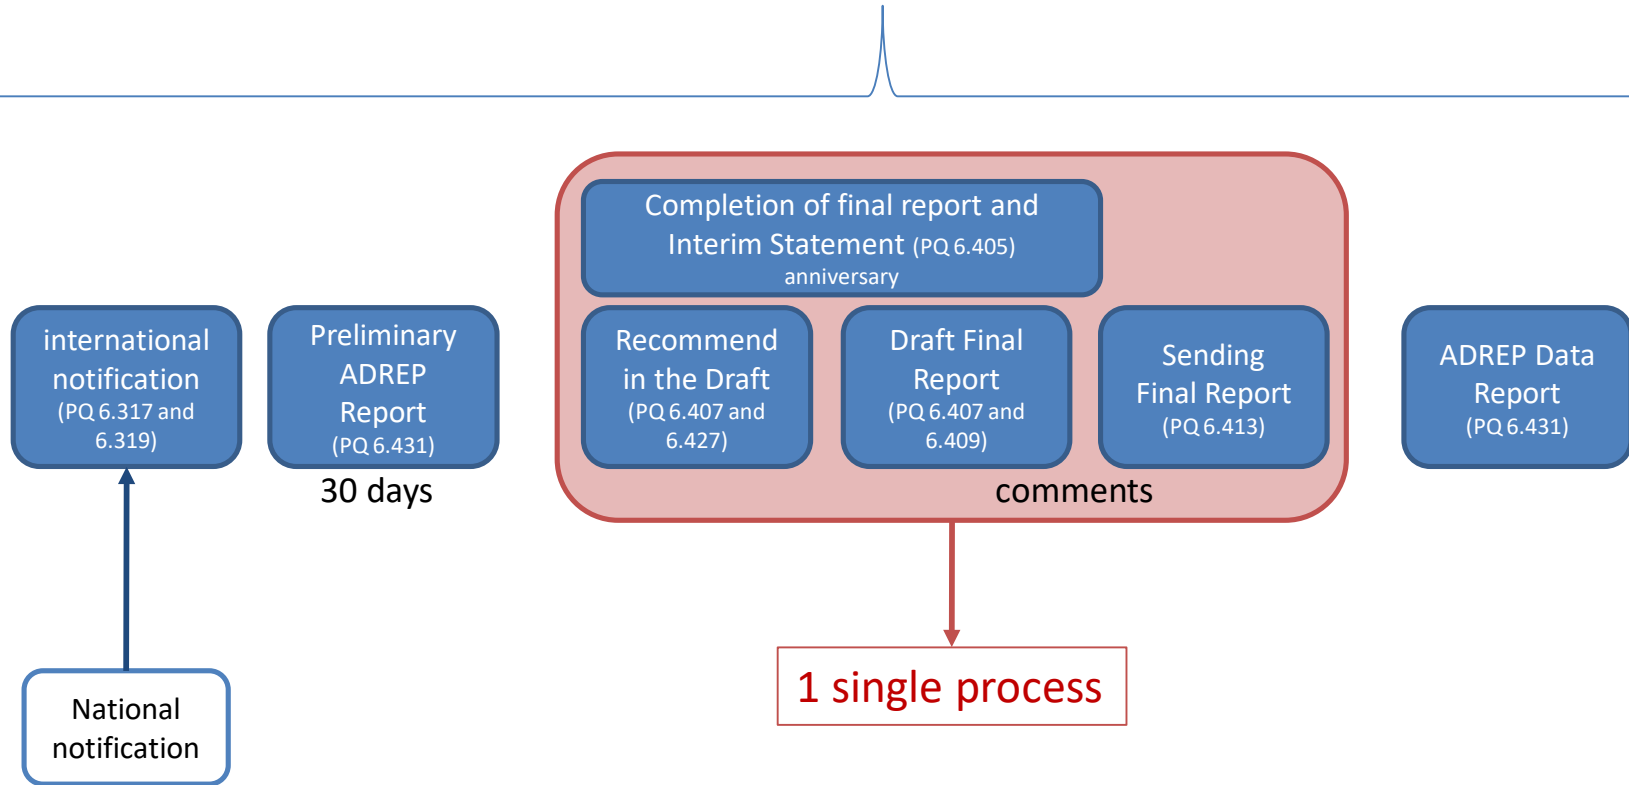 Completion of final report and
Interim Statement (PQ 6.405)
anniversary
international
notification
(PQ 6.317 and
6.319)
Preliminary
ADREP
Report
(PQ 6.431)
30 days
Recommend
in the Draft
(PQ 6.407 and
6.427)
Draft Final
Report
(PQ 6.407 and
6.409)
Sending
Final Report
(PQ 6.413)
comments
ADREP Data
Report
(PQ 6.431)
1 single process
National
notification